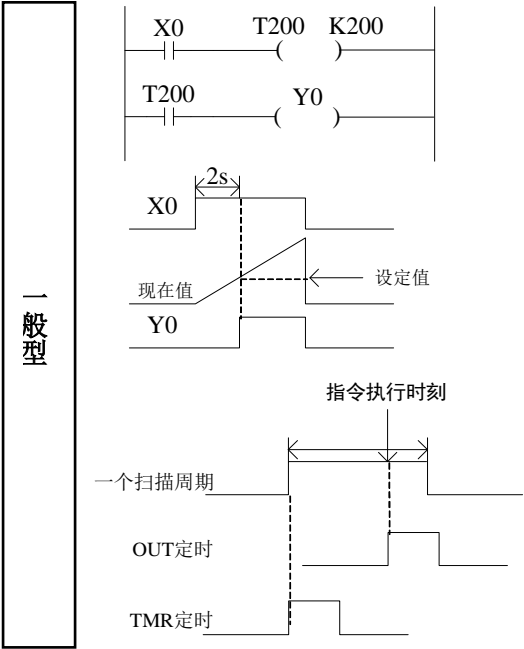 一般型
X0 T200 K200
T200 Y0
2s
X0
现在值
设定值
Y0
指令执行时刻
一个扫描周期
OUT定时
TMR定时